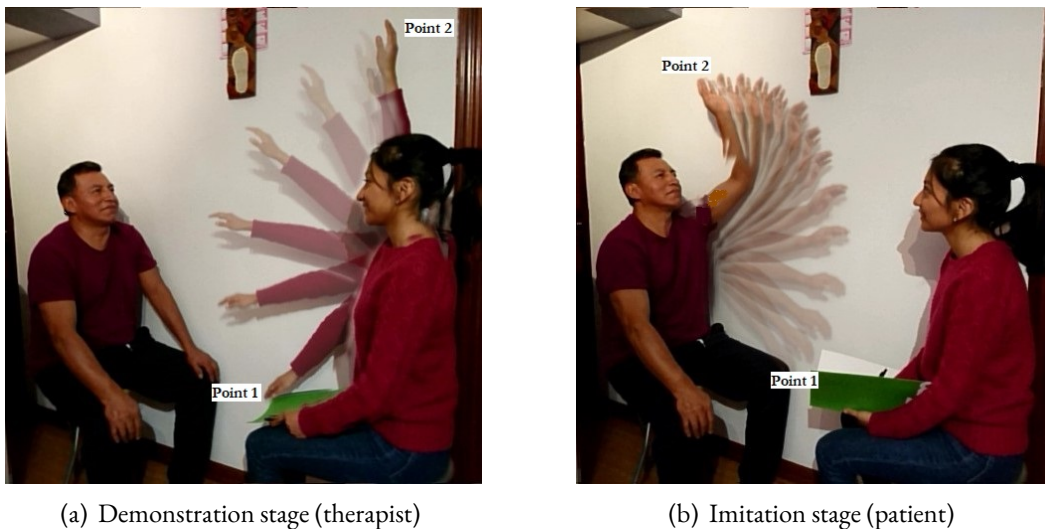 Point 2
Point 1
(a) Demonstration stage (therapist)
Point 2
Point 1
(b) Imitation stage (patient)